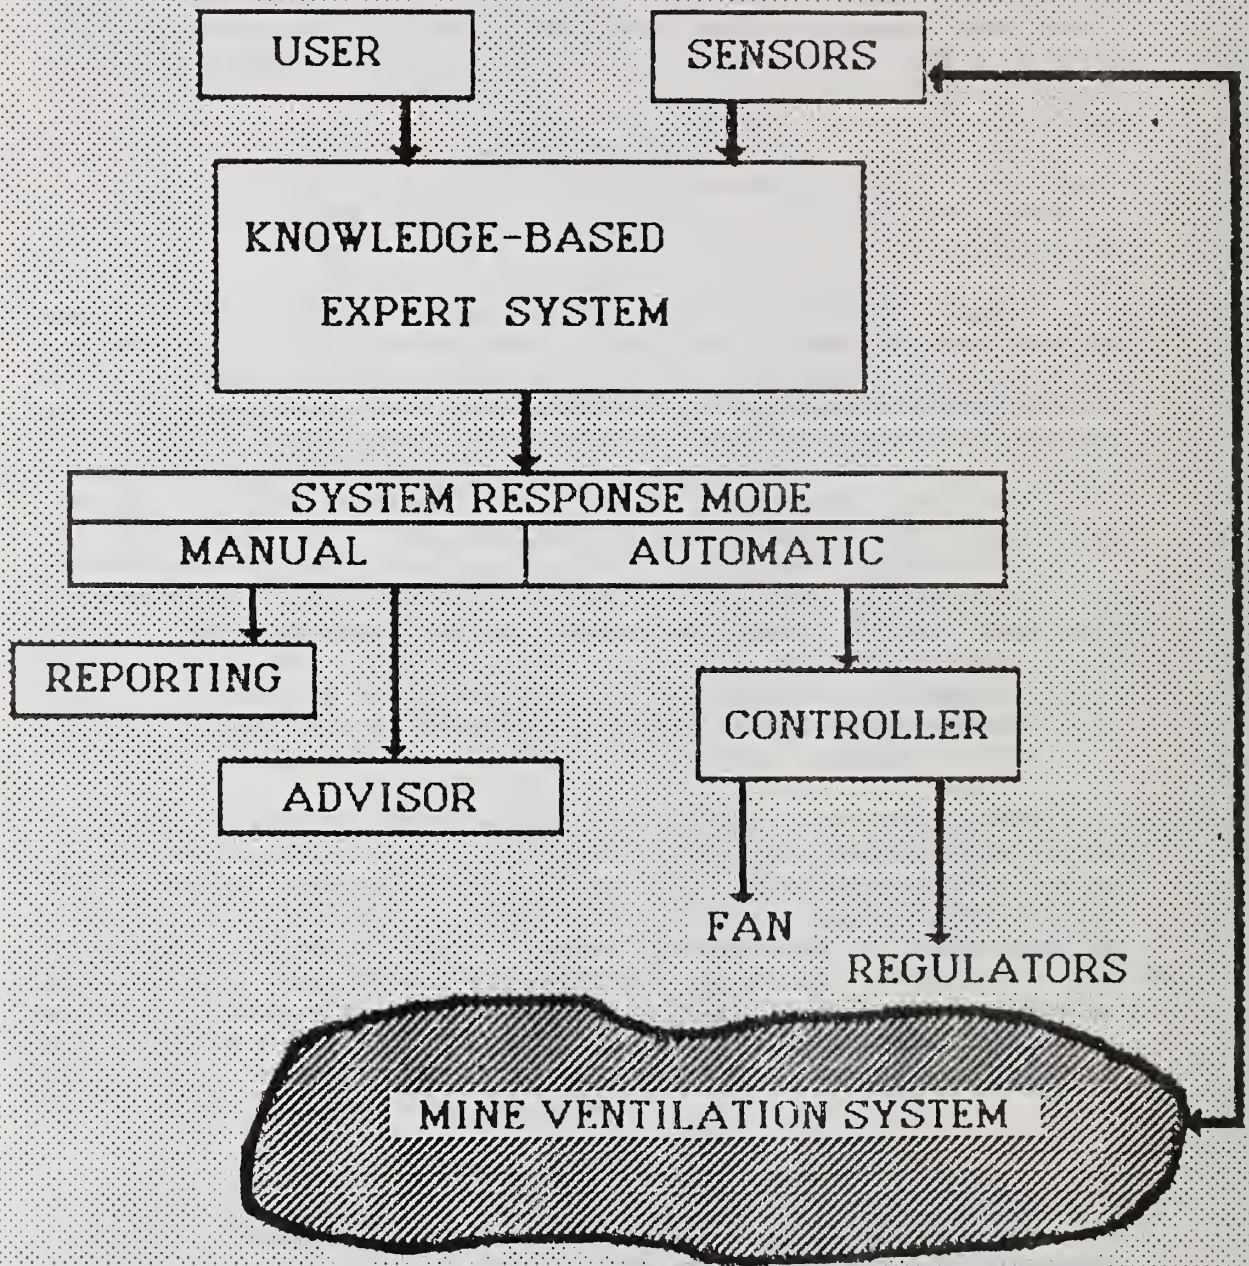 USER
SENSORS
KNOWLEDGE-BASED
EXPERT SYSTEM
SYSTEM RESPONSE MODE
MANUAL
AUTOMATIC
REPORTING
CONTROLLER
ADVISOR
FAN
REGULATORS
MINE VENTILATION SYSTEM